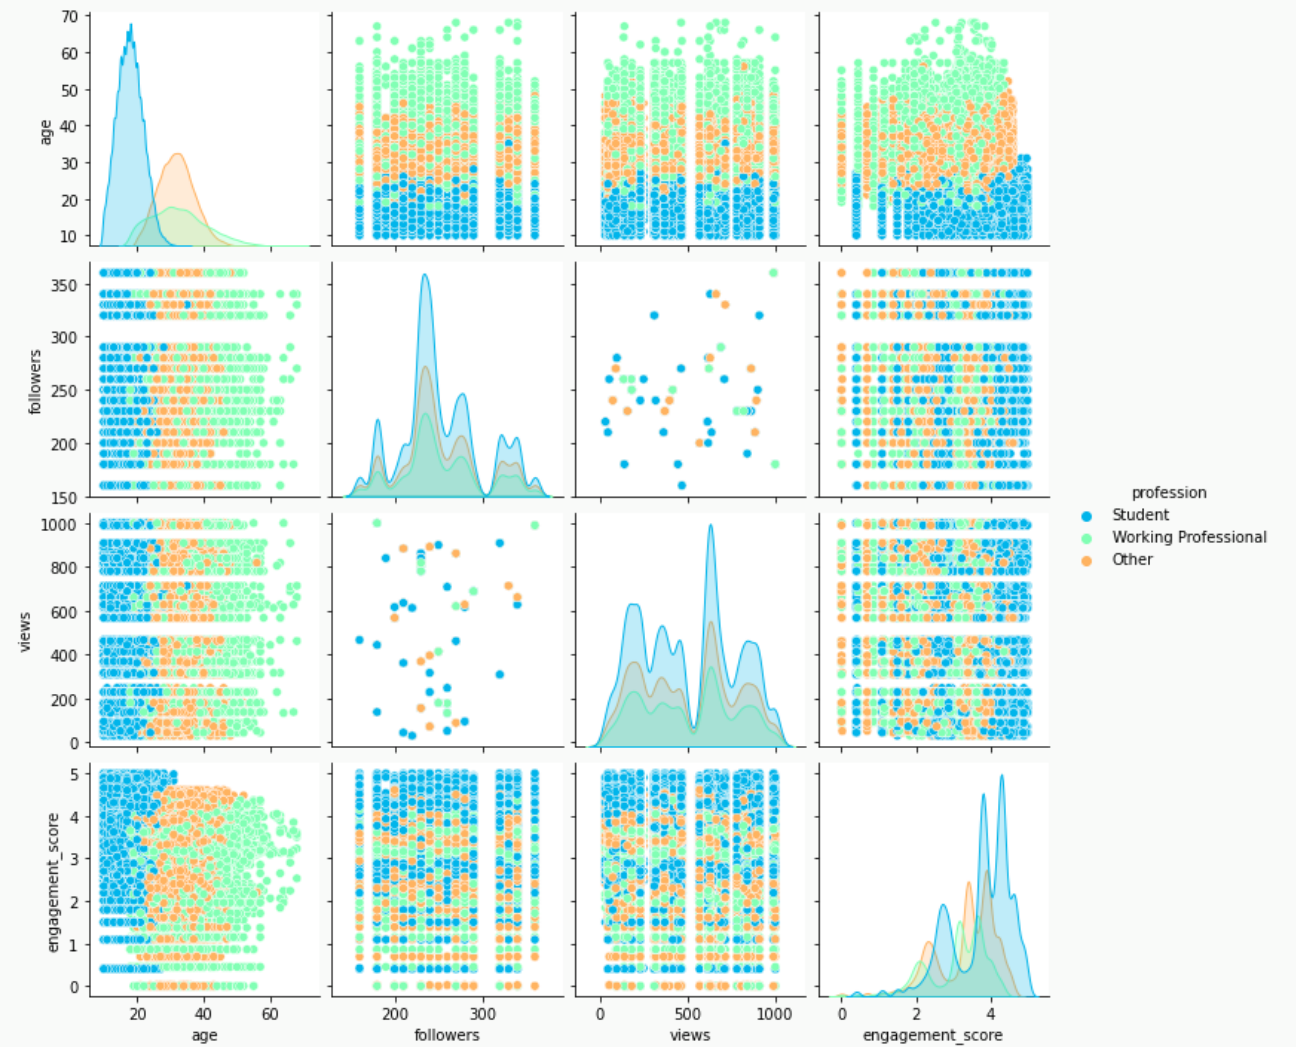 70
60
50
40
30
20
10
age
350
300
250
200
150
followers
1000
800
600
400
200
0
views
5
4
3
2
1
0
engagement_score
20 40 60 200 300 0 500 1000 0 2 4
age followers views engagement_score
profession
Student
Working Professional
Other